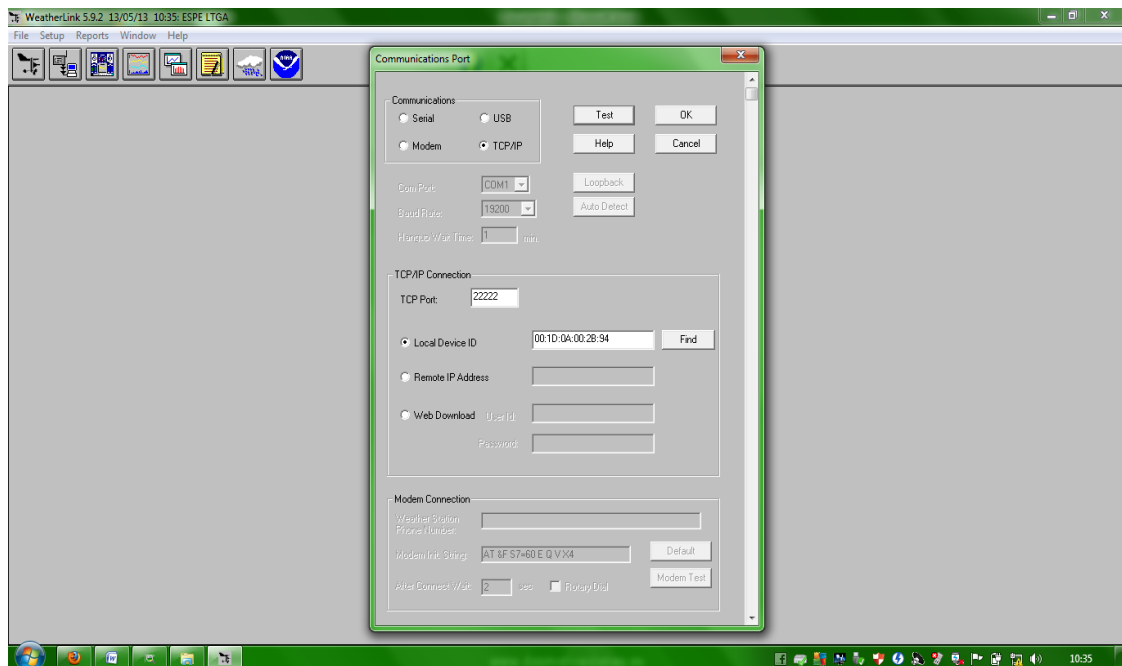 WeatherLink 5.9.2 13/05/13 10:35: ESPE LTGA
File Setup Reports Window Help
NOAA
Communications Port
Communications
Serial USB
Modem TCP/IP
Test OK
Help Cancel
Com Port: COM1 Loopback
Baud Rate: 19200 Auto Detect
Hangup Wait Time: 1 min.
TCP/IP Connection
TCP Port: 22222
Local Device ID 00:1D:0A:00:2B:94 Find
Remote IP Address
Web Download User Id:
Password:
Modem Connection
Weather Station
Phone Number:
Modem Init. String: AT &F S7=60 E Q V X4 Default
After Connect Wait: 2 sec Rotary Dial Modem Test
10:35